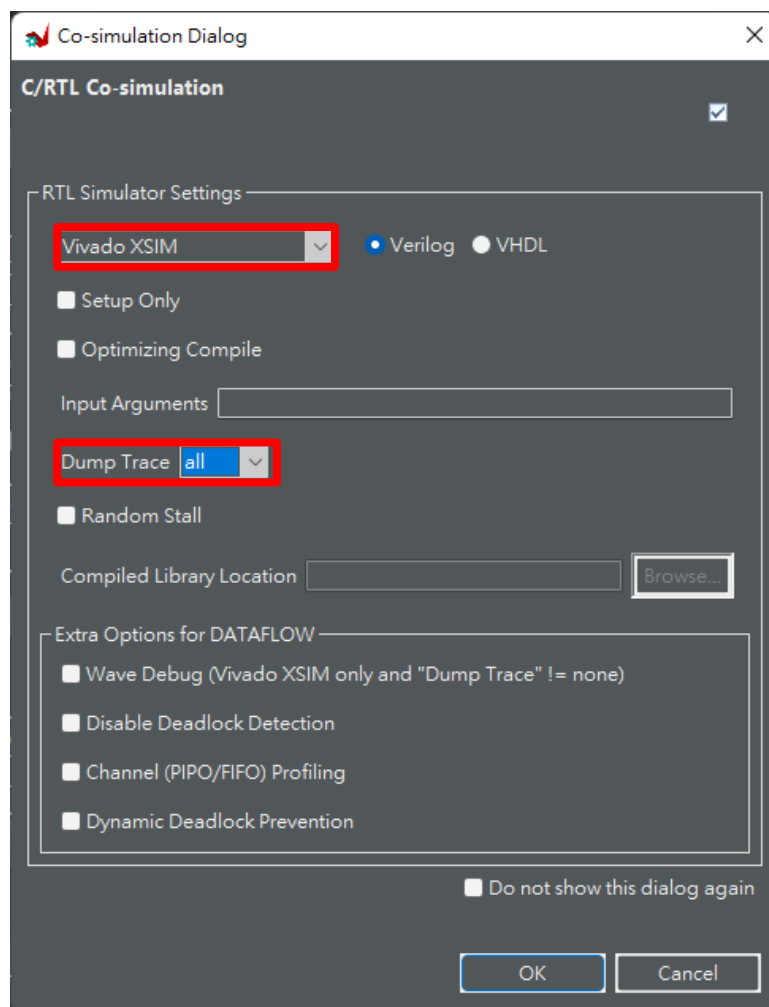 Co-simulation Dialog
C/RTL Co-simulation
RTL Simulator Settings
Vivado XSIM Verilog VHDL
Setup Only
Optimizing Compile
Input Arguments
Dump Trace all
Random Stall
Compiled Library Location Browse...
Extra Options for DATAFLOW
Wave Debug (Vivado XSIM only and "Dump Trace" != none)
Disable Deadlock Detection
Channel (PIPO/FIFO) Profiling
Dynamic Deadlock Prevention
Do not show this dialog again
OK Cancel